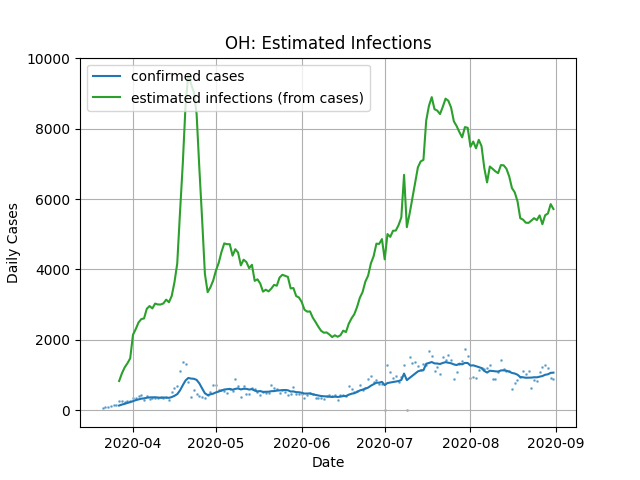 OH: Estimated Infections
confirmed cases
estimated infections (from cases)
10000
8000
6000
4000
2000
0
Daily Cases
2020-04
2020-05
2020-06
2020-07
2020-08
2020-09
Date